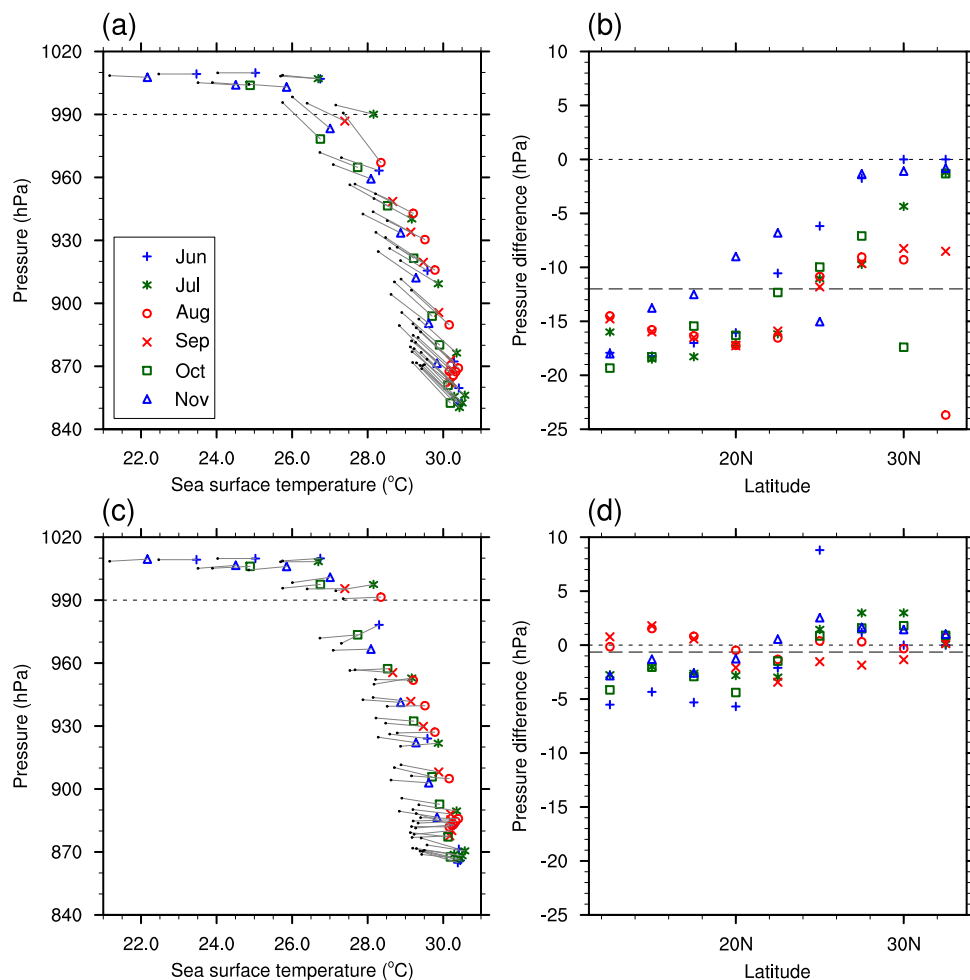 (a)
1020
990
960
930
900
870
840
Pressure (hPa)
Jun
Jul
Aug
Sep
Oct
Nov
22.0 24.0 26.0 28.0 30.0
Sea surface temperature (°C)
(b)
10
5
0
-5
-10
-15
-20
-25
Pressure difference (hPa)
20N 30N
Latitude
(c)
1020
990
960
930
900
870
840
Pressure (hPa)
22.0 24.0 26.0 28.0 30.0
Sea surface temperature (°C)
(d)
10
5
0
-5
-10
-15
-20
-25
Pressure difference (hPa)
20N 30N
Latitude